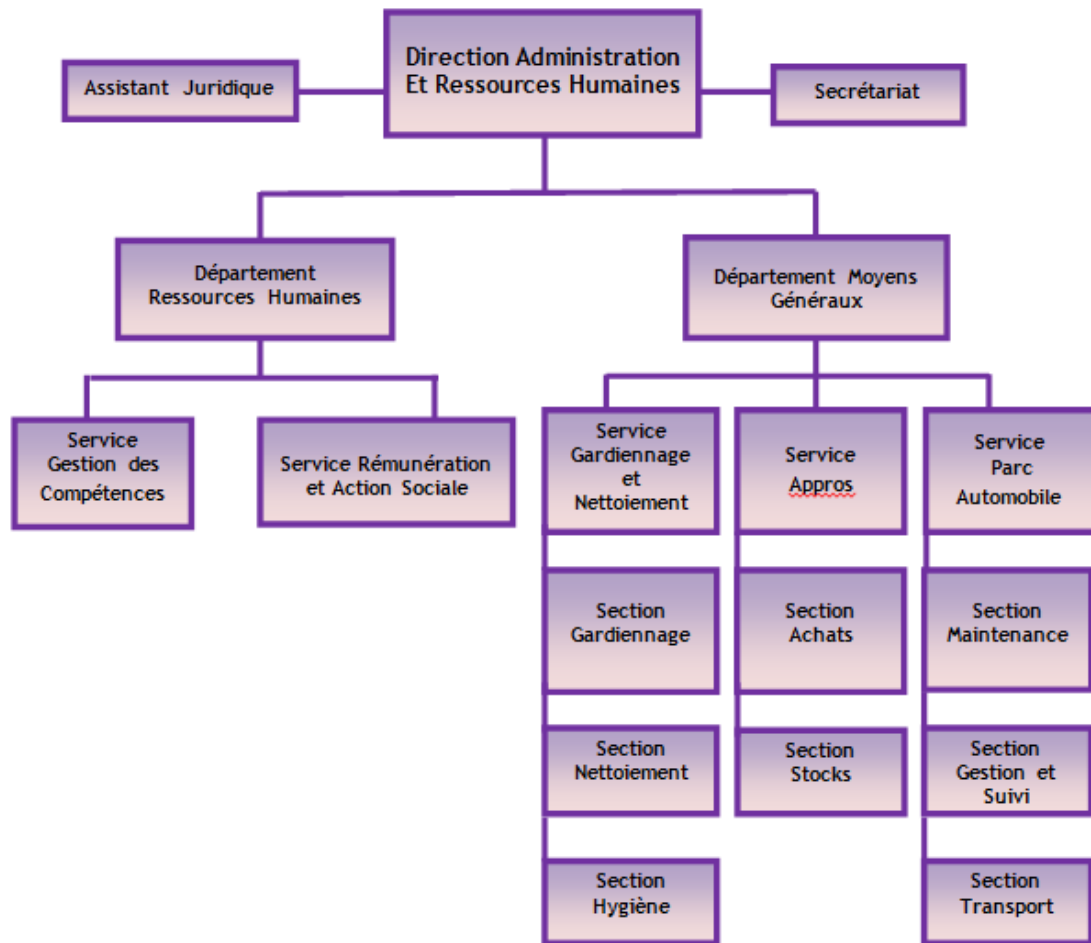 Direction Administration
Et Ressources Humaines
Assistant Juridique
Secrétariat
Département
Ressources Humaines
Département Moyens
Généraux
Service
Gestion des
Compétences
Service Rémunération
et Action Sociale
Service
Gardiennage
et
Nettoiement
Service
Appros
Service
Parc
Automobile
Section
Gardiennage
Section
Achats
Section
Maintenance
Section
Nettoiement
Section
Stocks
Section
Gestion et
Suivi
Section
Hygiène
Section
Transport